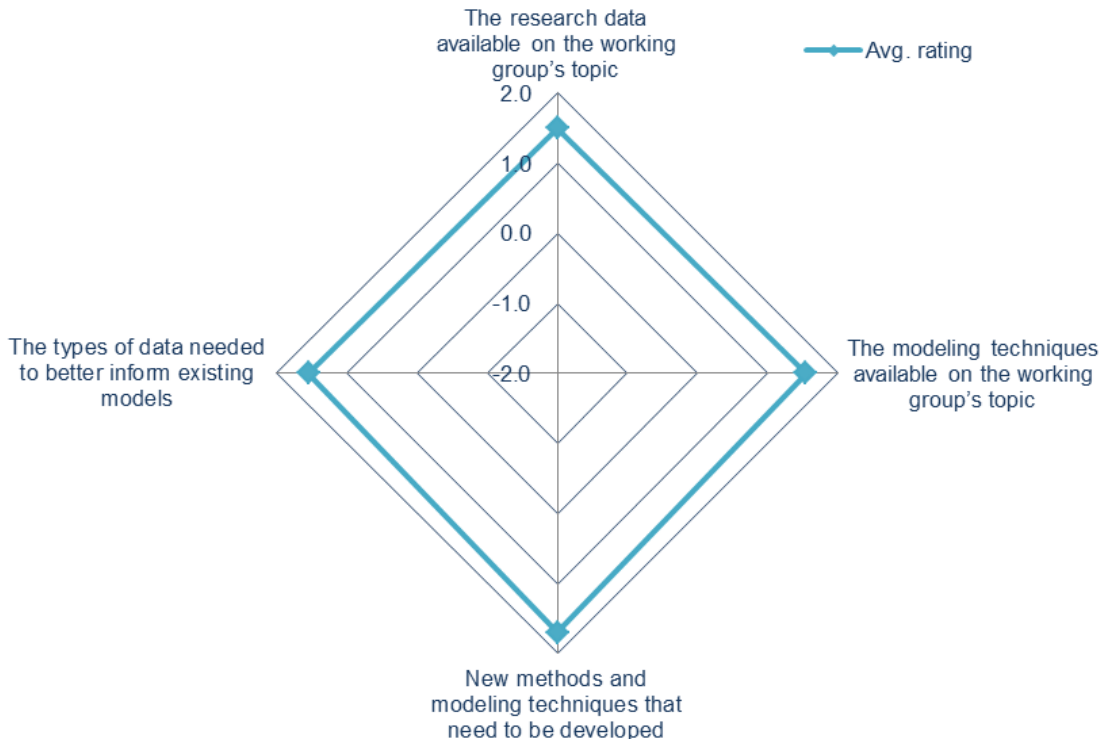 The research data
available on the working
group's topic
Avg. rating
2.0
1.0
0.0
-1.0
-2.0
The types of data needed
to better inform existing
models
The modeling techniques
available on the working
group's topic
New methods and
modeling techniques that
need to be developed